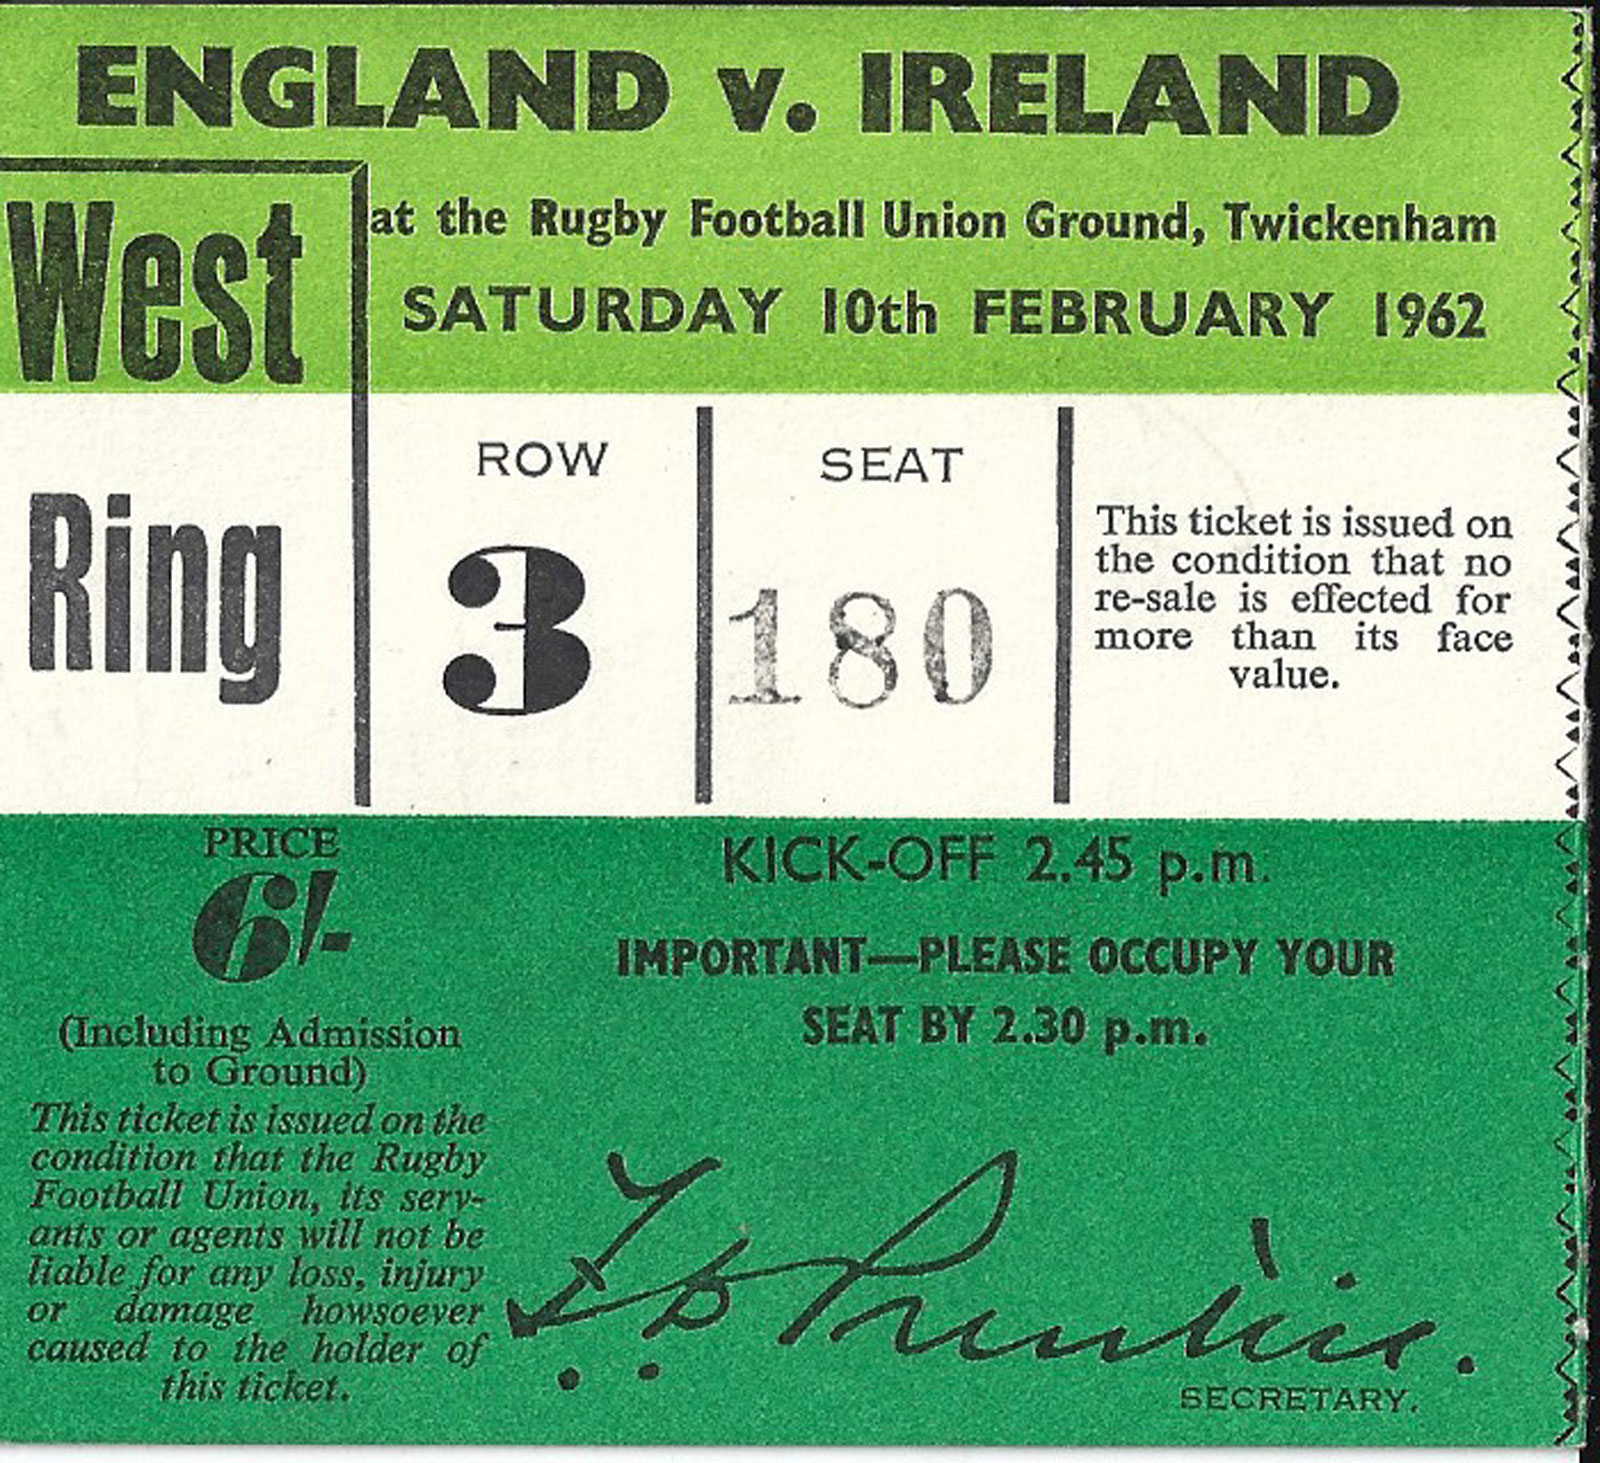 ENGLAND v. IRELAND
West
at the Rugby Football Union Ground, Twickenham
SATURDAY 10th FEBRUARY 1962
Ring
ROW
3
SEAT
180
This ticket is issued on
the condition that no
re-sale is effected for
more than its face
value.
PRICE
6/-
(Including Admission
to Ground)
This ticket is issued on the
condition that the Rugby
Football Union, its serv-
ants or agents will not be
liable for any loss, injury
or damage howsoever
caused to the holder of
this ticket.
KICK-OFF 2.45 p.m.
IMPORTANT—PLEASE OCCUPY YOUR
SEAT BY 2.30 p.m.
SECRETARY.